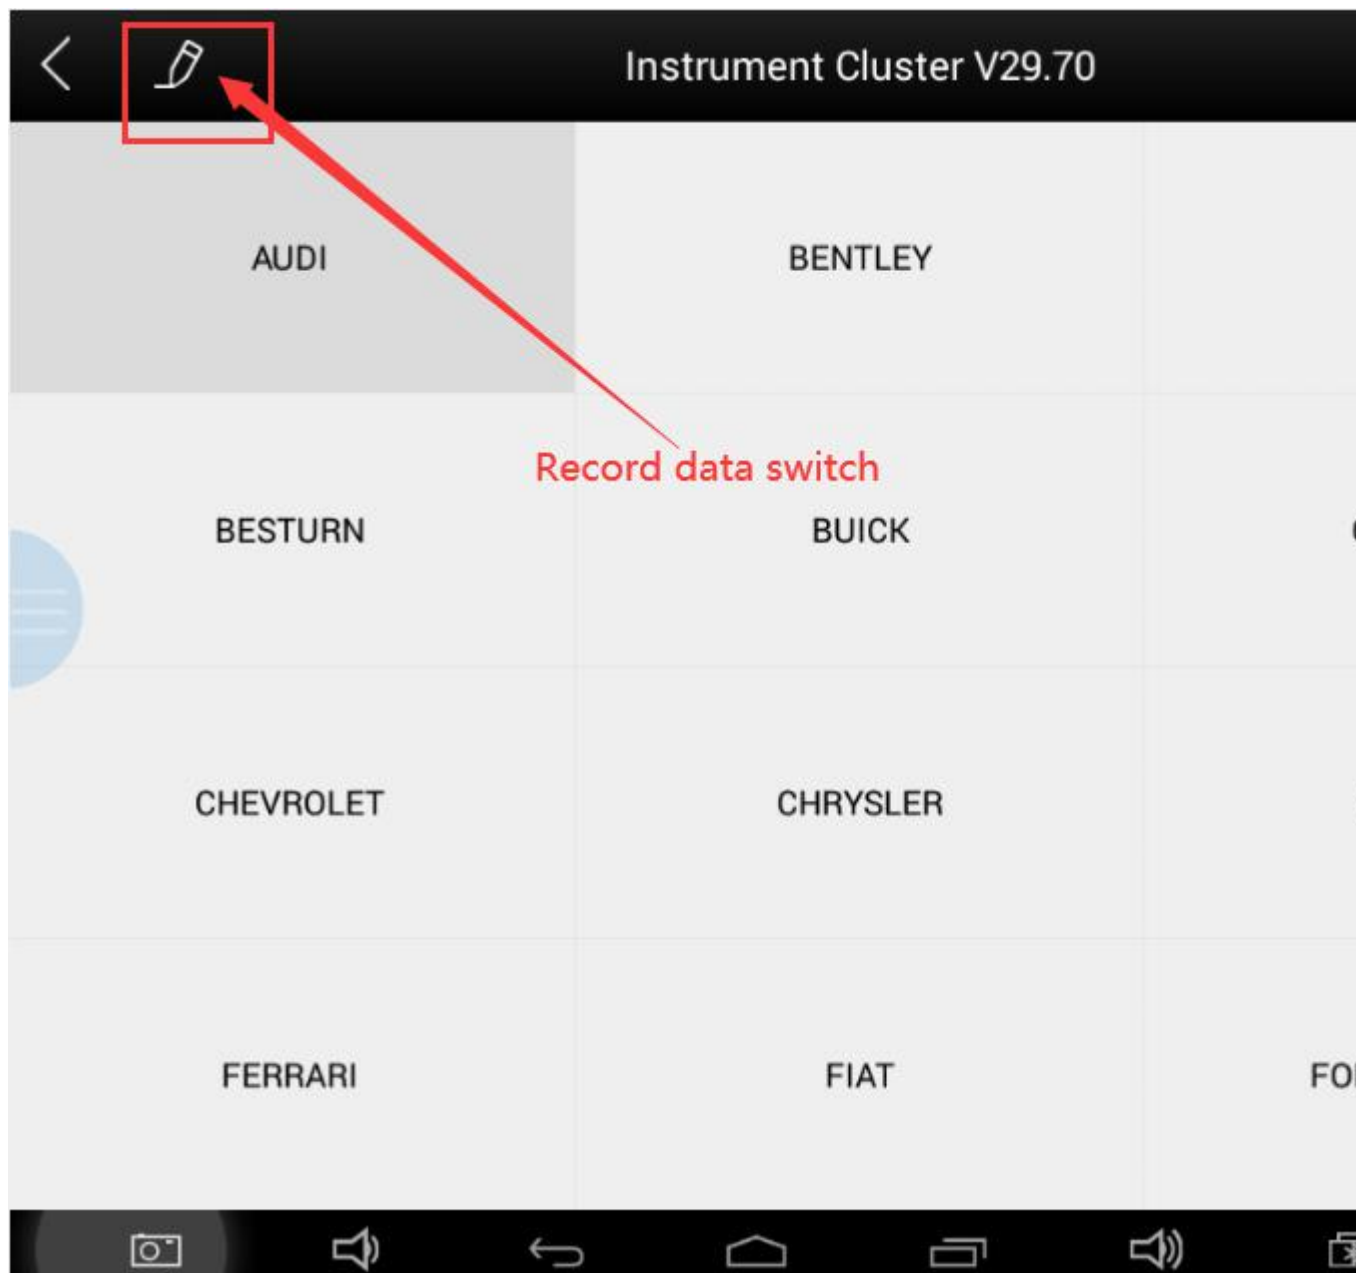 Instrument Cluster V29.70
AUDI
BENTLEY
Record data switch
BESTURN
BUICK
CHEVROLET
CHRYSLER
FERRARI
FIAT